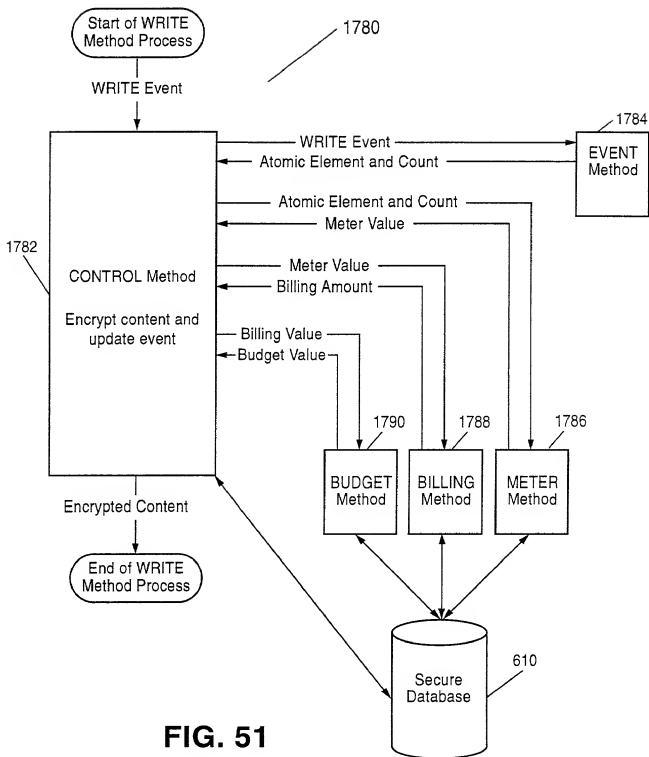 Start of WRITE
Method Process
1780
WRITE Event
1784
WRITE Event
EVENT
Method
Atomic Element and Count
Atomic Element and Count
Meter Value
1782
CONTROL Method
Encrypt content and
update event
Meter Value
Billing Amount
Billing Value
Budget Value
1790
1788
1786
BUDGET
Method
BILLING
Method
METER
Method
Encrypted Content
End of WRITE
Method Process
Secure
Database
610
FIG. 51